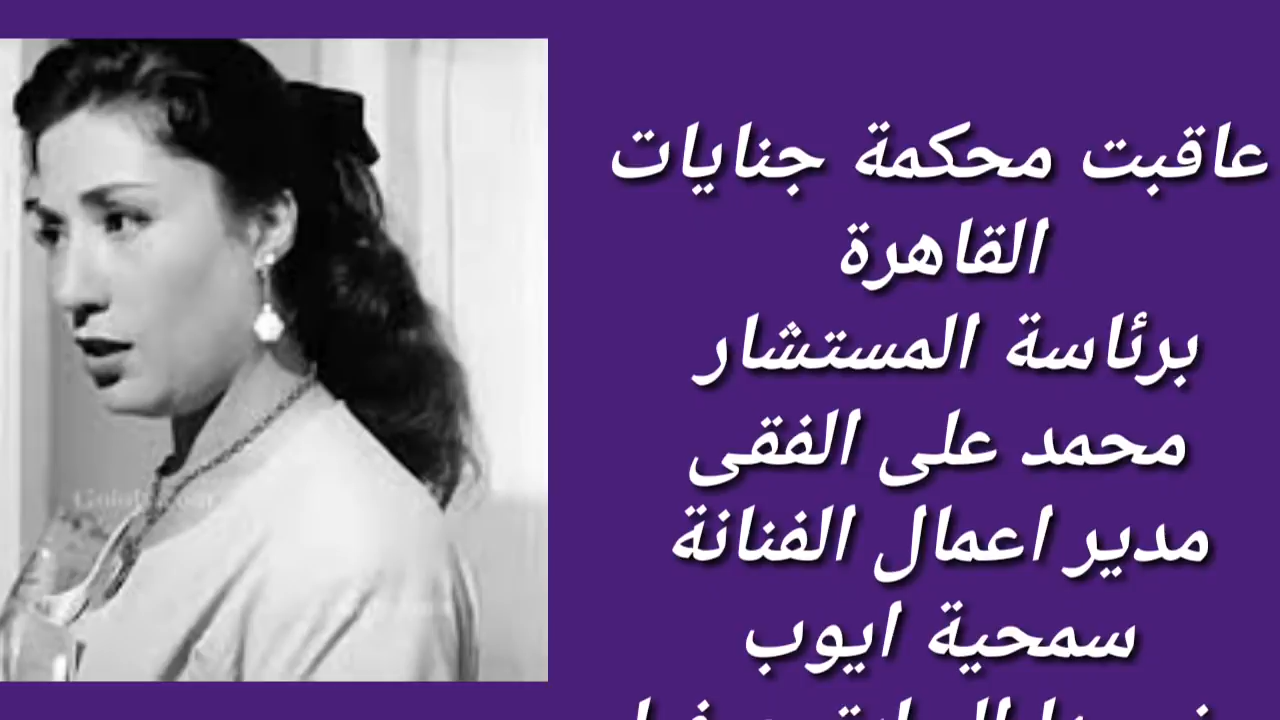 عاقبت محكمة جنايات
القاهرة
برئاسة المستشار
محمد على الفقى
مدير اعمال الفنانة
سمحية ايوب